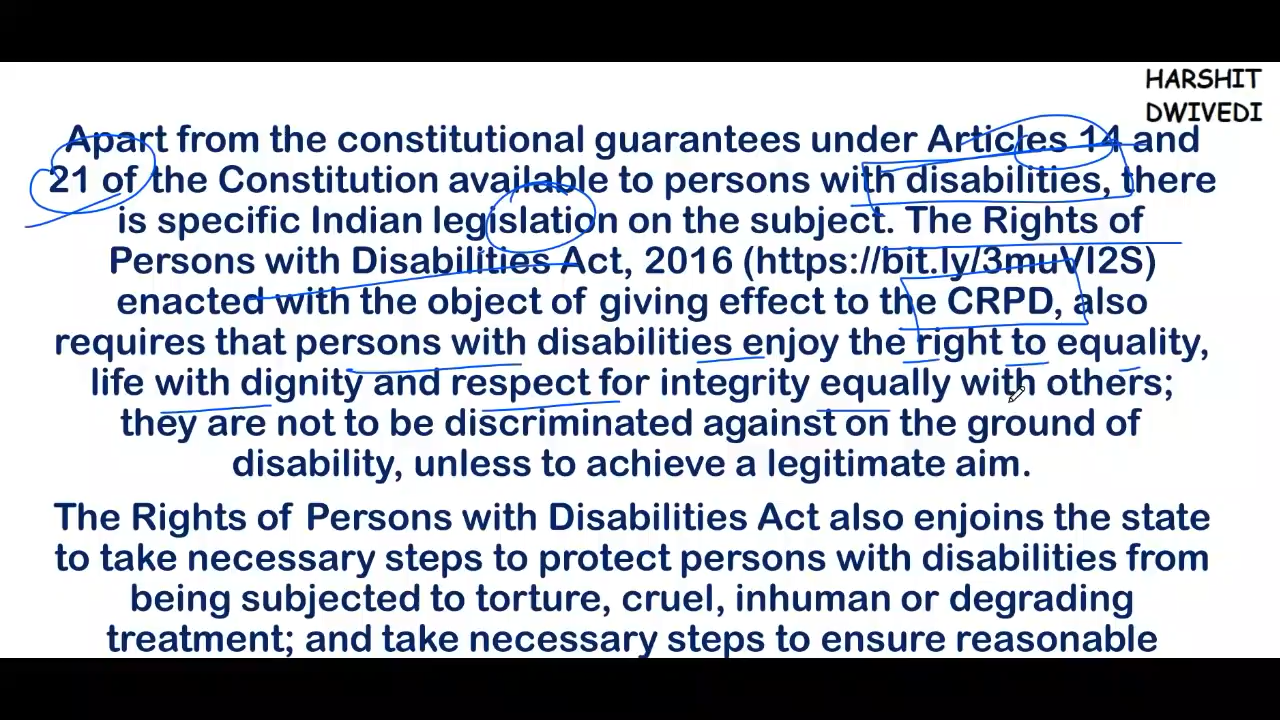 HARSHIT
DWIVEDI
Apart from the constitutional guarantees under Articles 14 and
21 of the Constitution available to persons with disabilities, there
is specific Indian legislation on the subject. The Rights of
Persons with Disabilities Act, 2016 (https://bit.ly/3muVI2S)
enacted with the object of giving effect to the CRPD, also
requires that persons with disabilities enjoy the right to equality,
life with dignity and respect for integrity equally with others;
they are not to be discriminated against on the ground of
disability, unless to achieve a legitimate aim.
The Rights of Persons with Disabilities Act also enjoins the state
to take necessary steps to protect persons with disabilities from
being subjected to torture, cruel, inhuman or degrading
treatment; and take necessary steps to ensure reasonable